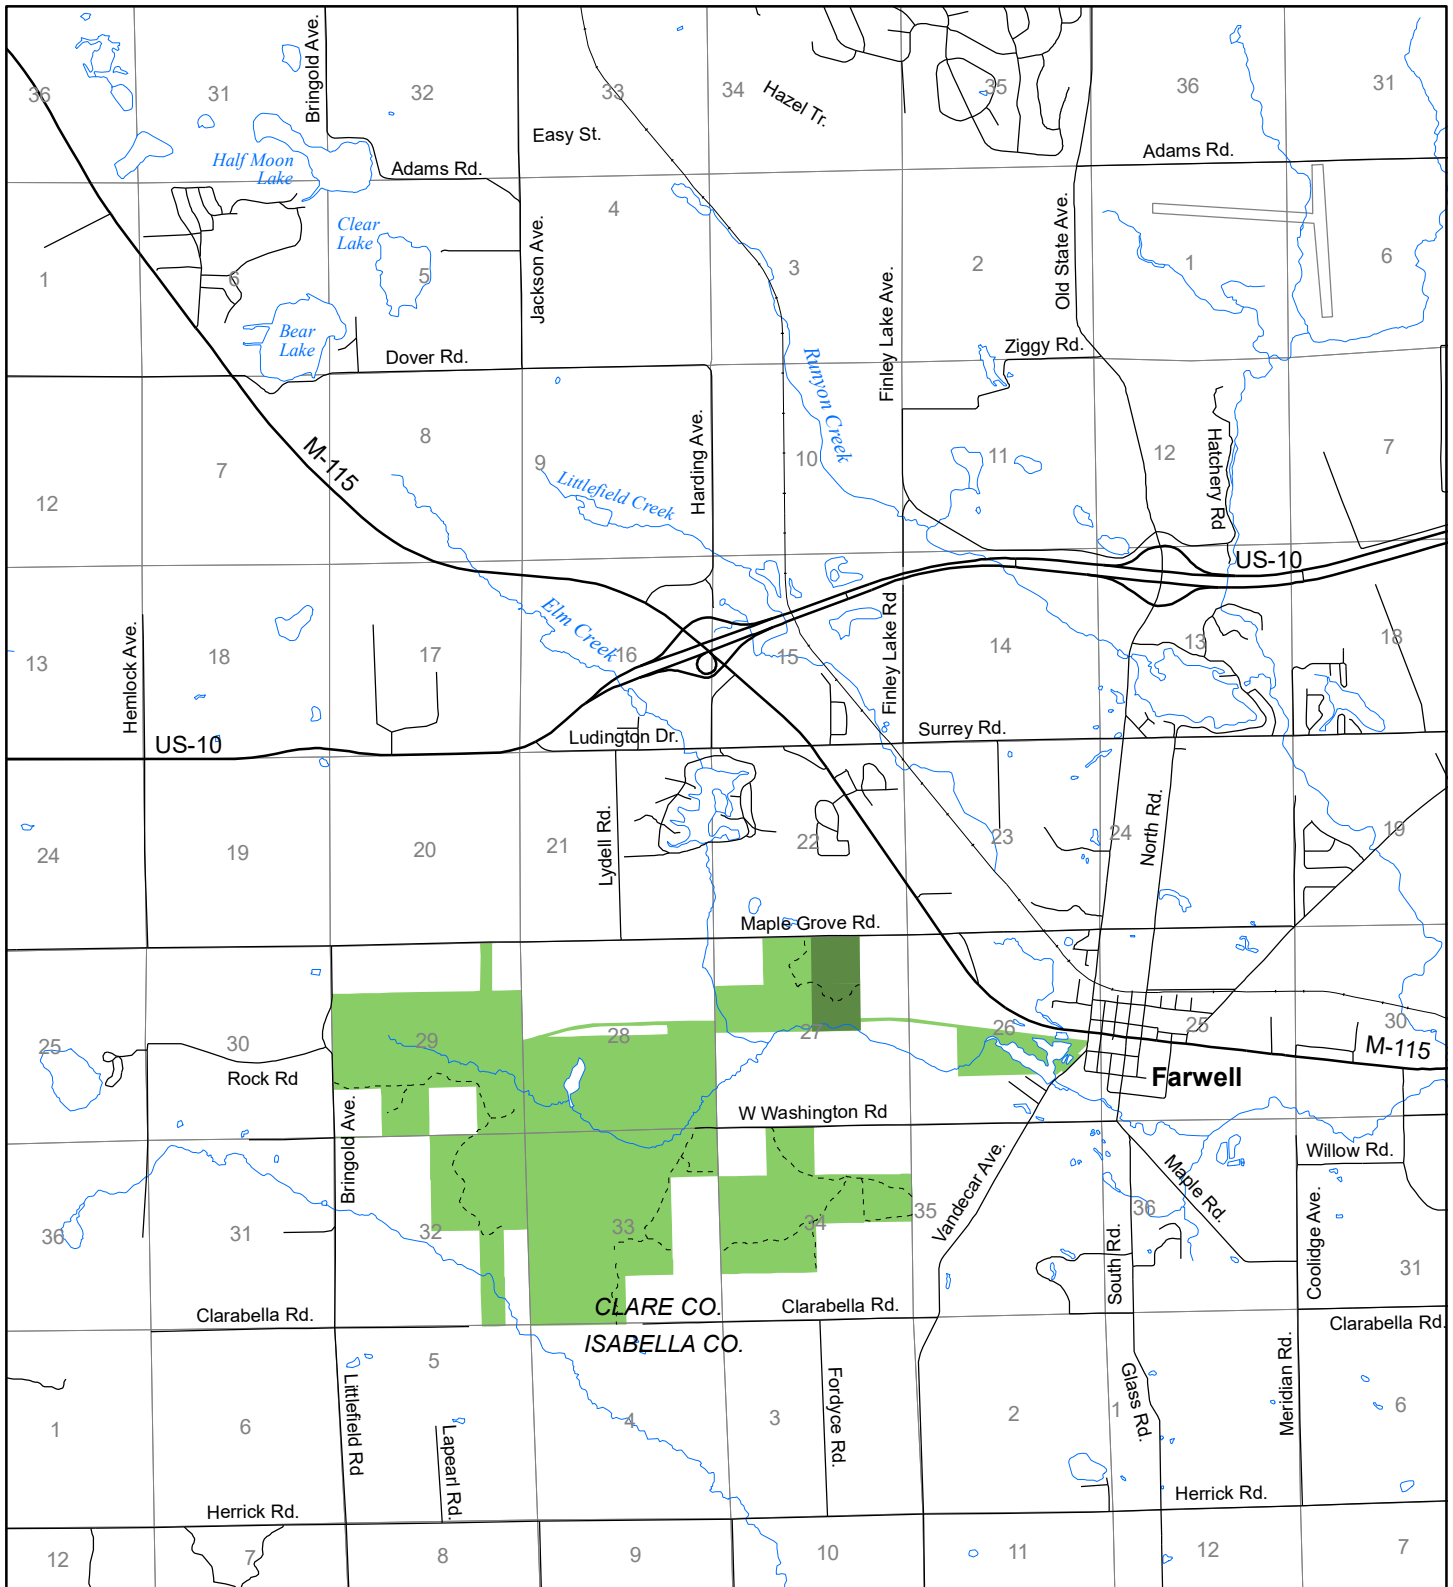 Bringold Ave.
36
31
32
33
34
Hazel Tr.
35
36
31
Easy St.
Half Moon
Lake
Adams Rd.
Adams Rd.
Clear
Lake
Jackson Ave.
4
Old State Ave.
1
6
5
3
2
1
6
Finley Lake Ave.
Bear
Lake
Dover Rd.
Runyon Creek
Ziggy Rd.
M-115
7
8
9
Littlefield Creek
Harding Ave.
10
11
12
Hatchery Rd
7
12
US-10
Elm Creek
Finley Lake Rd
Hemlock Ave.
13
18
17
16
15
14
13
18
US-10
Ludington Dr.
Surrey Rd.
24
19
20
21
Lydell Rd.
22
23
24
North Rd.
19
Maple Grove Rd.
25
30
29
28
27
26
25
30
M-115
Rock Rd
Farwell
Bringold Ave.
W Washington Rd
Vandecar Ave.
Maple Rd.
Willow Rd.
36
31
32
33
34
35
36
South Rd.
Coolidge Ave.
31
Clarabella Rd.
CLARE CO.
Clarabella Rd.
ISABELLA CO.
Clarabella Rd.
Littlefield Rd
5
Fordyce Rd.
Glass Rd.
Meridian Rd.
1
6
Lapearl Rd.
4
3
2
1
6
Herrick Rd.
Herrick Rd.
12
7
8
9
10
11
12
7